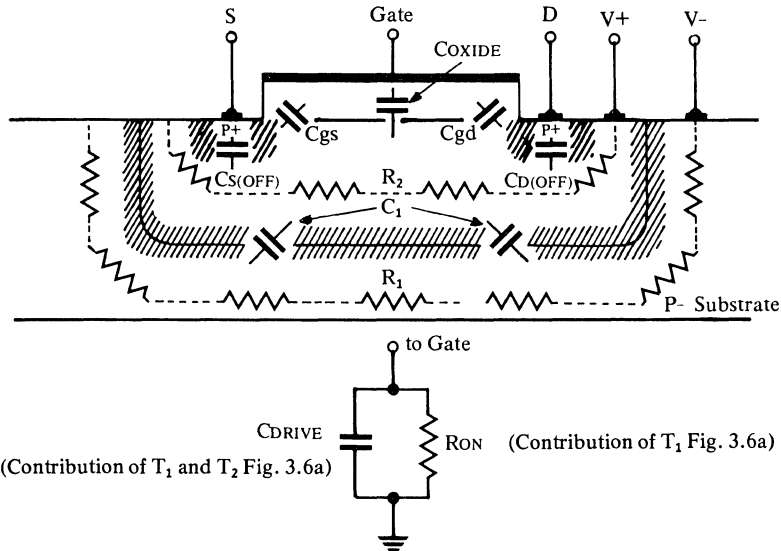 S Gate D V+ V-
COXIDE
P+ Cgs Cgd P+
CS(OFF) R2 CD(OFF)
C1
R1
P- Substrate
to Gate
CDRIVE RON (Contribution of T1 Fig. 3.6a)
(Contribution of T1 and T2 Fig. 3.6a)